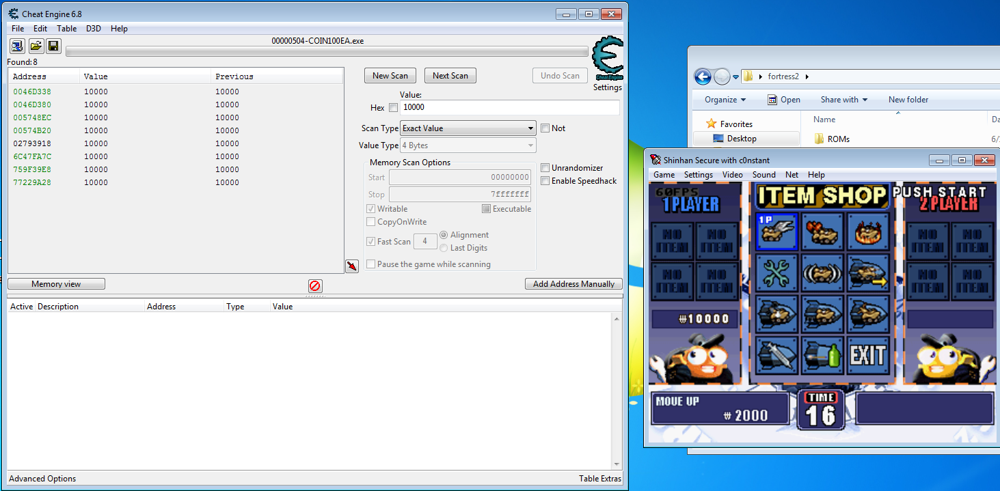 Cheat Engine 6.8
File Edit Table D3D Help
00000504-COIN100EA.exe
Found: 8
Address Value Previous
0046D338 10000 10000
0046D380 10000 10000
005748EC 10000 10000
00574B20 10000 10000
02793918 10000 10000
6C47FA7C 10000 10000
759F39E8 10000 10000
77229A28 10000 10000
New Scan Next Scan Undo Scan
Cheat Engine
Settings
Value:
Hex 10000
Scan Type Exact Value Not
Value Type 4 Bytes
Memory Scan Options
Start 00000000
Stop 7fffffff
Writable Executable
CopyOnWrite
Fast Scan 4 Alignment
Last Digits
Pause the game while scanning
Unrandomizer
Enable Speedhack
Memory view Add Address Manually
Active Description Address Type Value
Advanced Options Table Extras
fortress2
Organize Open Share with New folder
Favorites
Desktop
Name
Da
ROMs
6/
Shinhan Secure with c0nstant
Game Settings Video Sound Net Help
60FPS
1PLAYER
ITEM SHOP
PUSH START
2PLAYER
1P
NO ITEM NO ITEM
NO ITEM NO ITEM
NO ITEM NO ITEM
NO ITEM NO ITEM
₩10000
EXIT
MOVE UP
₩ 2000
TIME
16